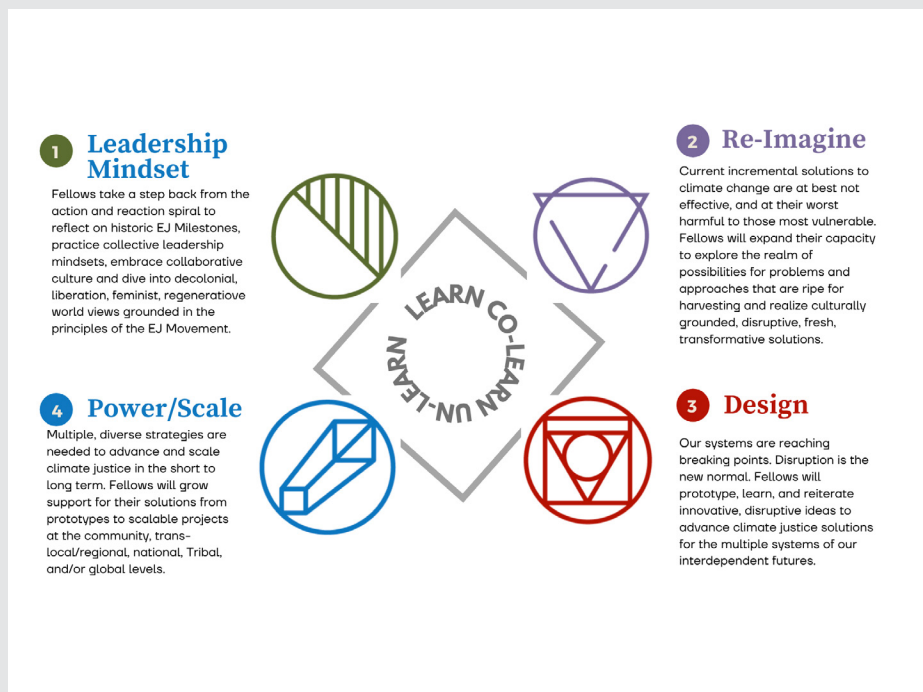 1
Leadership
Mindset
Fellows take a step back from the
action and reaction spiral to
reflect on historic EJ Milestones,
practice collective leadership
mindsets, embrace collaborative
culture and dive into decolonial,
liberation, feminist, regeneratiove
world views grounded in the
principles of the EJ Movement.
2
Re-Imagine
Current incremental solutions to
climate change are at best not
effective, and at their worst
harmful to those most vulnerable.
Fellows will expand their capacity
to explore the realm of
possibilities for problems and
approaches that are ripe for
harvesting and realize culturally
grounded, disruptive, fresh,
transformative solutions.
LEARN CO-LEARN UN-LEARN
4
Power/Scale
Multiple, diverse strategies are
needed to advance and scale
climate justice in the short to
long term. Fellows will grow
support for their solutions from
prototypes to scalable projects
at the community, trans-
local/regional, national, Tribal,
and/or global levels.
3
Design
Our systems are reaching
breaking points. Disruption is the
new normal. Fellows will
prototype, learn, and reiterate
innovative, disruptive ideas to
advance climate justice solutions
for the multiple systems of our
interdependent futures.